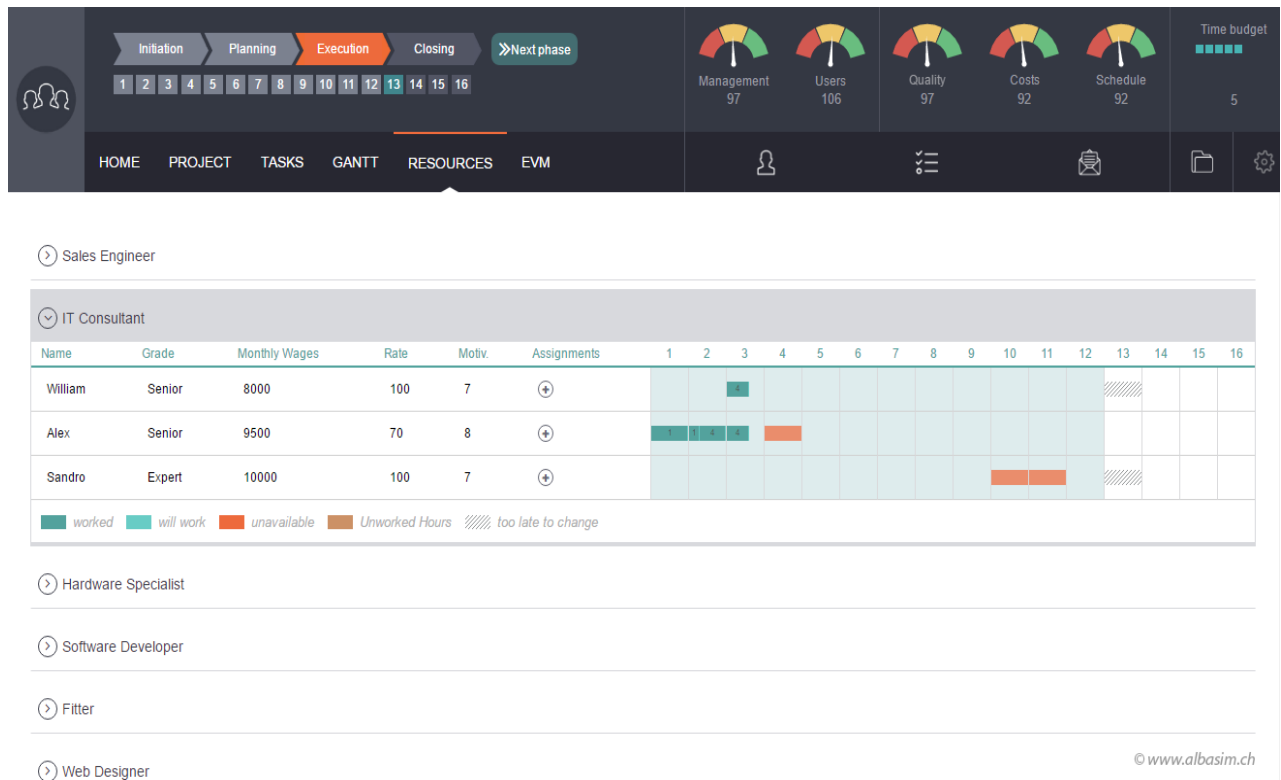 Initiation Planning Execution Closing Next phase
1 2 3 4 5 6 7 8 9 10 11 12 13 14 15 16
Management
97
Users
106
Quality
97
Costs
92
Schedule
92
Time budget
5
HOME PROJECT TASKS GANTT RESOURCES EVM
Sales Engineer
IT Consultant
Name Grade Monthly Wages Rate Motiv. Assignments 1 2 3 4 5 6 7 8 9 10 11 12 13 14 15 16
William Senior 8000 100 7 4
Alex Senior 9500 70 8 1 1 4 4
Sandro Expert 10000 100 7
worked will work unavailable Unworked Hours too late to change
Hardware Specialist
Software Developer
Fitter
Web Designer
© www.albasim.ch